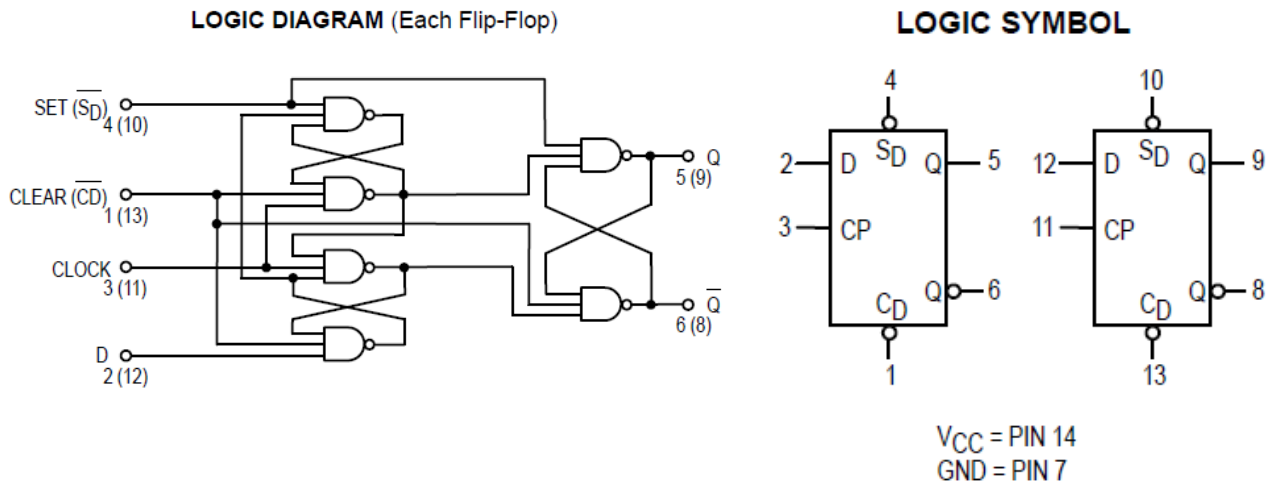 LOGIC DIAGRAM (Each Flip-Flop)
SET (S̅D̅)
4 (10)
CLEAR (C̅D̅)
1 (13)
CLOCK
3 (11)
D
2 (12)
Q
5 (9)
Q̅
6 (8)
LOGIC SYMBOL
4
SD
2 D Q 5
3 CP
Q 6
CD
1
10
SD
12 D Q 9
11 CP
Q 8
CD
13
VCC = PIN 14
GND = PIN 7